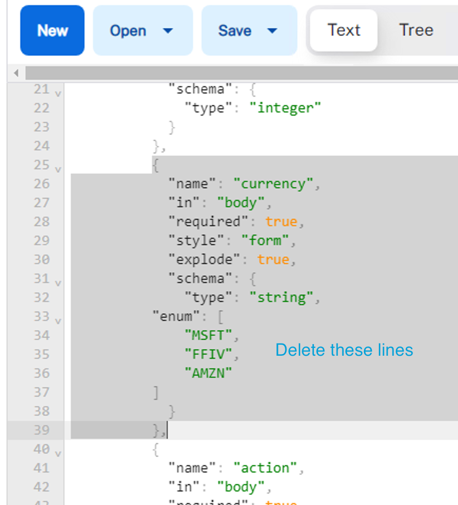 New Open Save Text Tree
21 "schema": {
22 "type": "integer"
23 }
24 },
25 {
26 "name": "currency",
27 "in": "body",
28 "required": true,
29 "style": "form",
30 "explode": true,
31 "schema": {
32 "type": "string",
33 "enum": [
34 "MSFT",
35 "FFIV", Delete these lines
36 "AMZN"
37 ]
38 }
39 },
40 {
41 "name": "action",
42 "in": "body",
43 "required": true